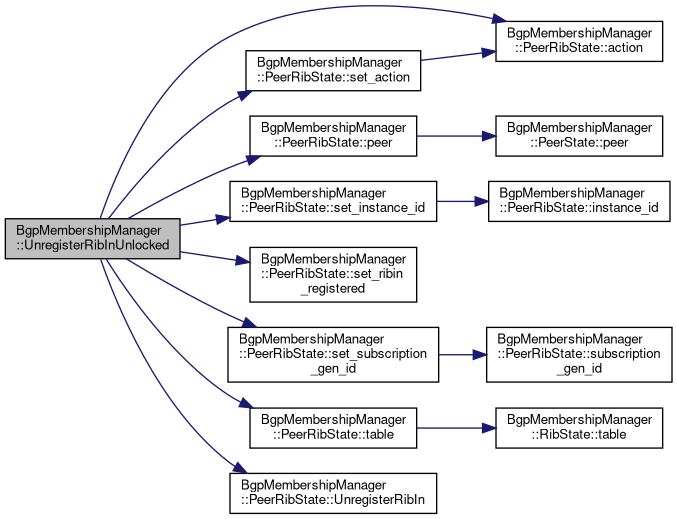 BgpMembershipManager
::UnregisterRibInUnlocked
BgpMembershipManager
::PeerRibState::action
BgpMembershipManager
::PeerRibState::set_action
BgpMembershipManager
::PeerRibState::peer
BgpMembershipManager
::PeerState::peer
BgpMembershipManager
::PeerRibState::set_instance_id
BgpMembershipManager
::PeerRibState::instance_id
BgpMembershipManager
::PeerRibState::set_ribin
_registered
BgpMembershipManager
::PeerRibState::set_subscription
_gen_id
BgpMembershipManager
::PeerRibState::subscription
_gen_id
BgpMembershipManager
::PeerRibState::table
BgpMembershipManager
::RibState::table
BgpMembershipManager
::PeerRibState::UnregisterRibIn